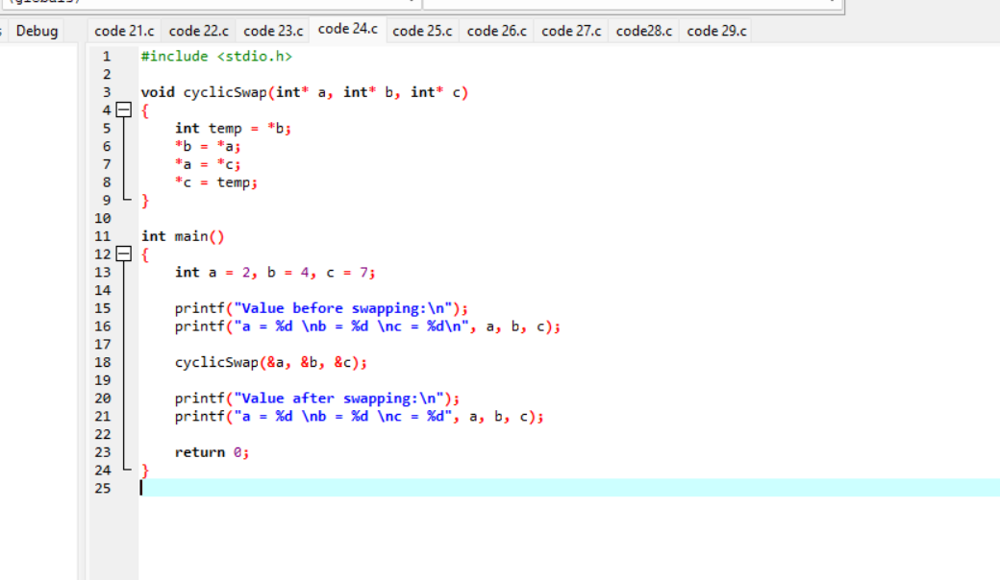 Debug
code 21.c code 22.c code 23.c code 24.c code 25.c code 26.c code 27.c code28.c code 29.c
1 #include <stdio.h>
2
3 void cyclicSwap(int* a, int* b, int* c)
4 {
5 int temp = *b;
6 *b = *a;
7 *a = *c;
8 *c = temp;
9 }
10
11 int main()
12 {
13 int a = 2, b = 4, c = 7;
14
15 printf("Value before swapping:\n");
16 printf("a = %d \nb = %d \nc = %d\n", a, b, c);
17
18 cyclicSwap(&a, &b, &c);
19
20 printf("Value after swapping:\n");
21 printf("a = %d \nb = %d \nc = %d", a, b, c);
22
23 return 0;
24 }
25